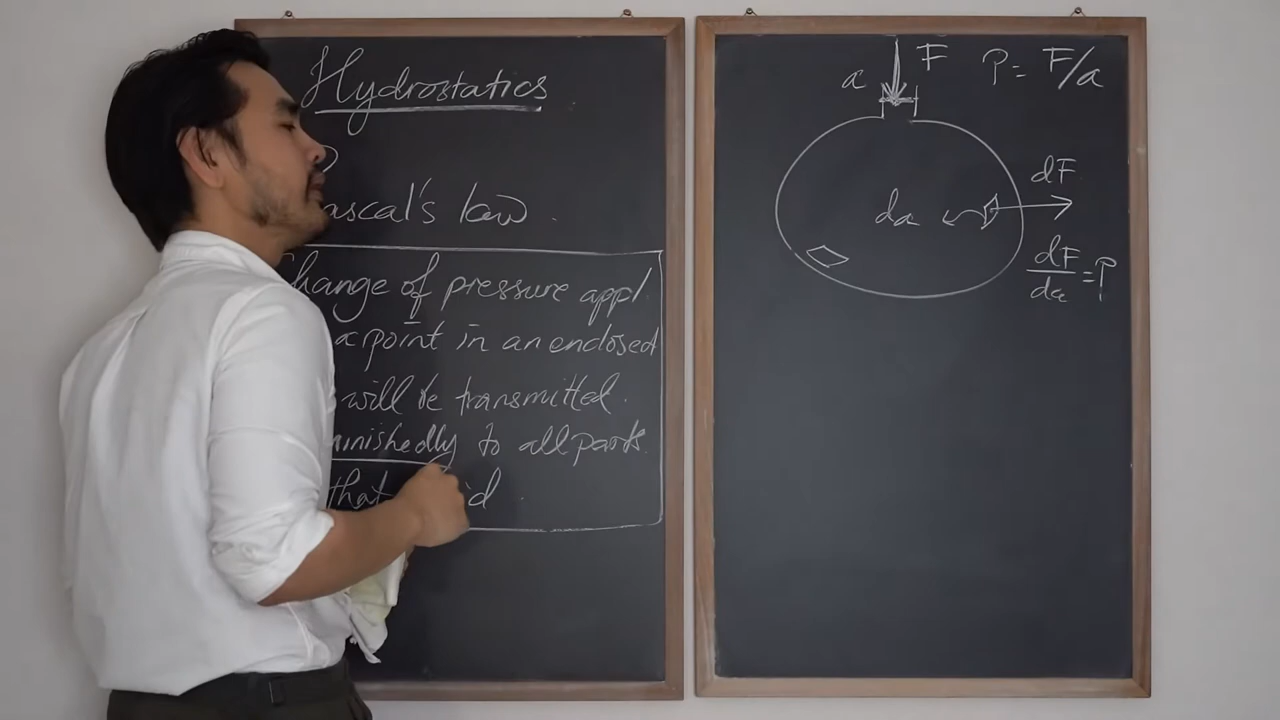 Hydrostatics
ascal's law.
hange of pressure appl.
a point in an enclosed
will be transmitted.
inishedly to all parts.
that id.
F P = F/a
a
dF
da
dF/da = P